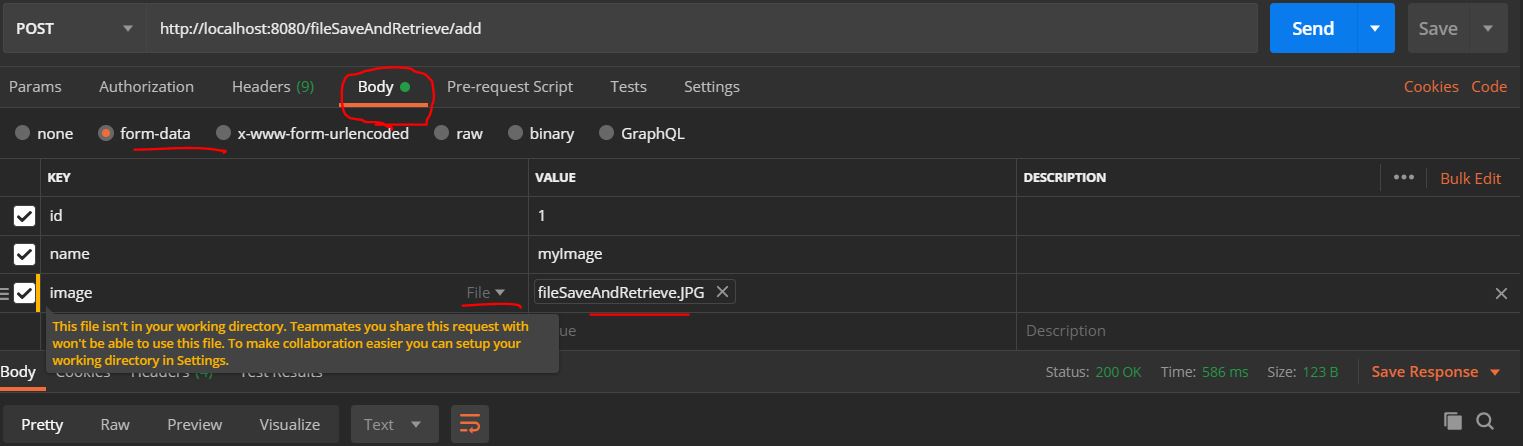 POST http://localhost:8080/fileSaveAndRetrieve/add Send Save
Params Authorization Headers (9) Body Pre-request Script Tests Settings Cookies Code
none form-data x-www-form-urlencoded raw binary GraphQL
KEY VALUE DESCRIPTION ••• Bulk Edit
id 1
name myImage
image File fileSaveAndRetrieve.JPG
This file isn't in your working directory. Teammates you share this request with
won't be able to use this file. To make collaboration easier you can setup your
working directory in Settings.
Description
Body Cookies Headers (4) Test Results Status: 200 OK Time: 586 ms Size: 123 B Save Response
Pretty Raw Preview Visualize Text